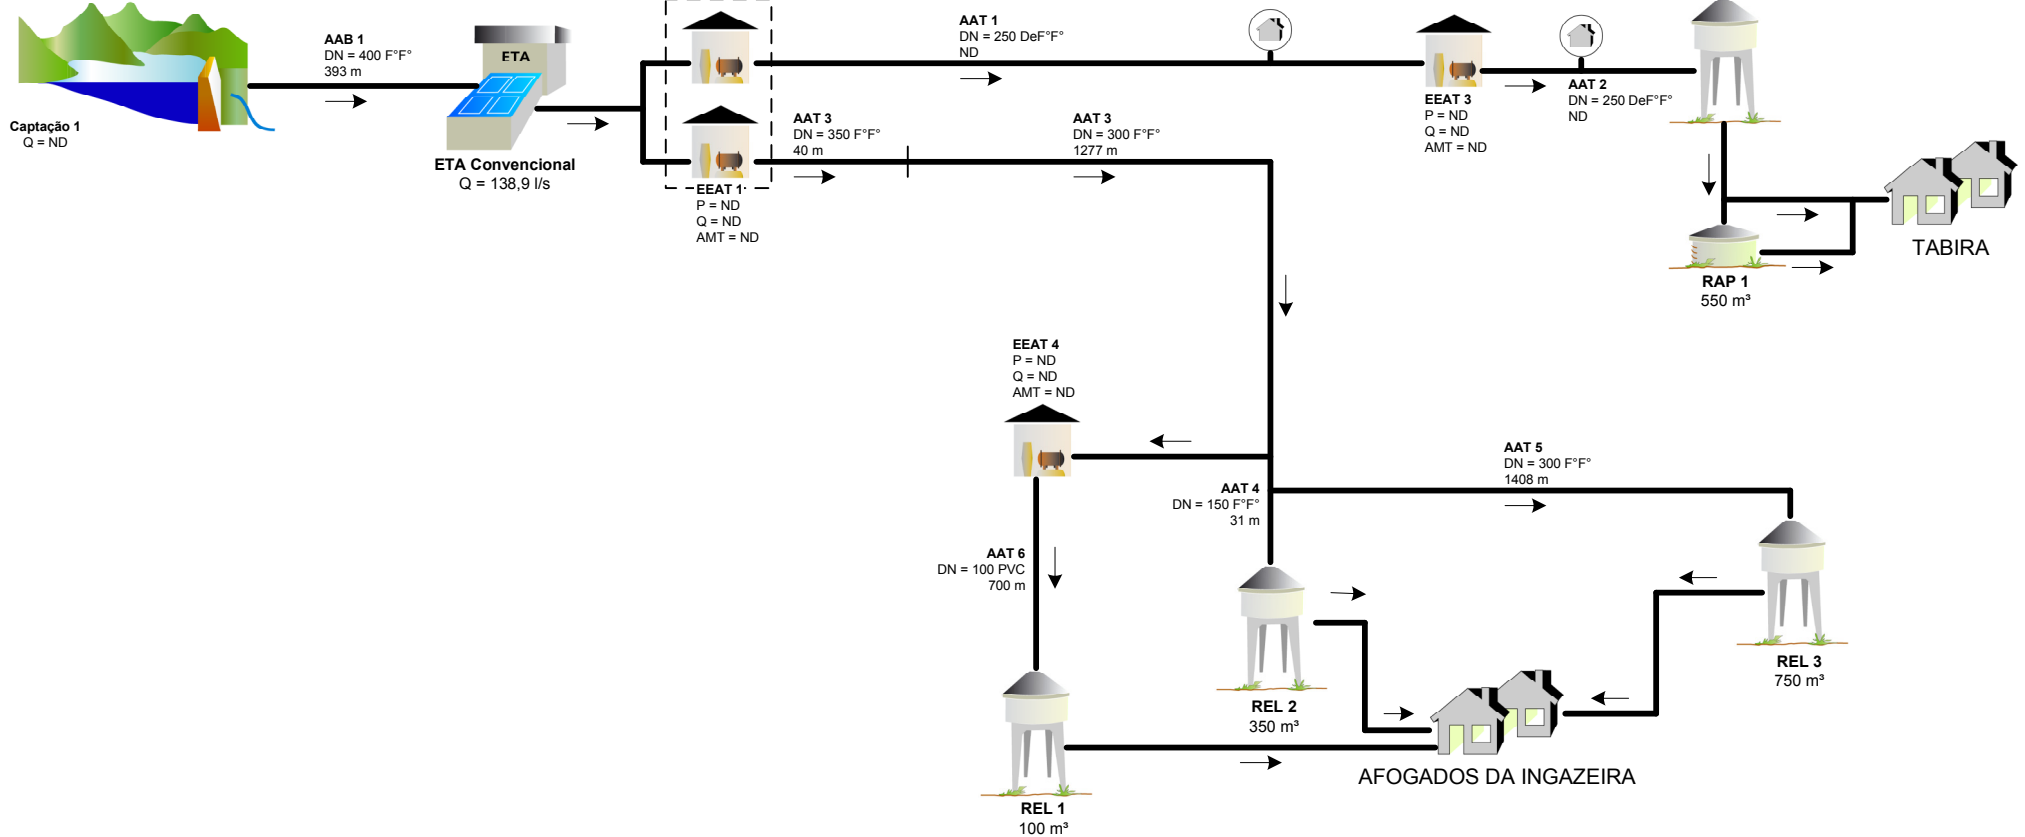 AAB 1
DN = 400 F°F°
393 m
Captação 1
Q = ND
ETA
ETA Convencional
Q = 138,9 l/s
EEAT 1
P = ND
Q = ND
AMT = ND
AAT 1
DN = 250 DeF°F°
ND
AAT 3
DN = 350 F°F°
40 m
AAT 3
DN = 300 F°F°
1277 m
EEAT 3
P = ND
Q = ND
AMT = ND
AAT 2
DN = 250 DeF°F°
ND
TABIRA
RAP 1
550 m³
EEAT 4
P = ND
Q = ND
AMT = ND
AAT 5
DN = 300 F°F°
1408 m
AAT 4
DN = 150 F°F°
31 m
AAT 6
DN = 100 PVC
700 m
REL 3
750 m³
REL 2
350 m³
AFOGADOS DA INGAZEIRA
REL 1
100 m³